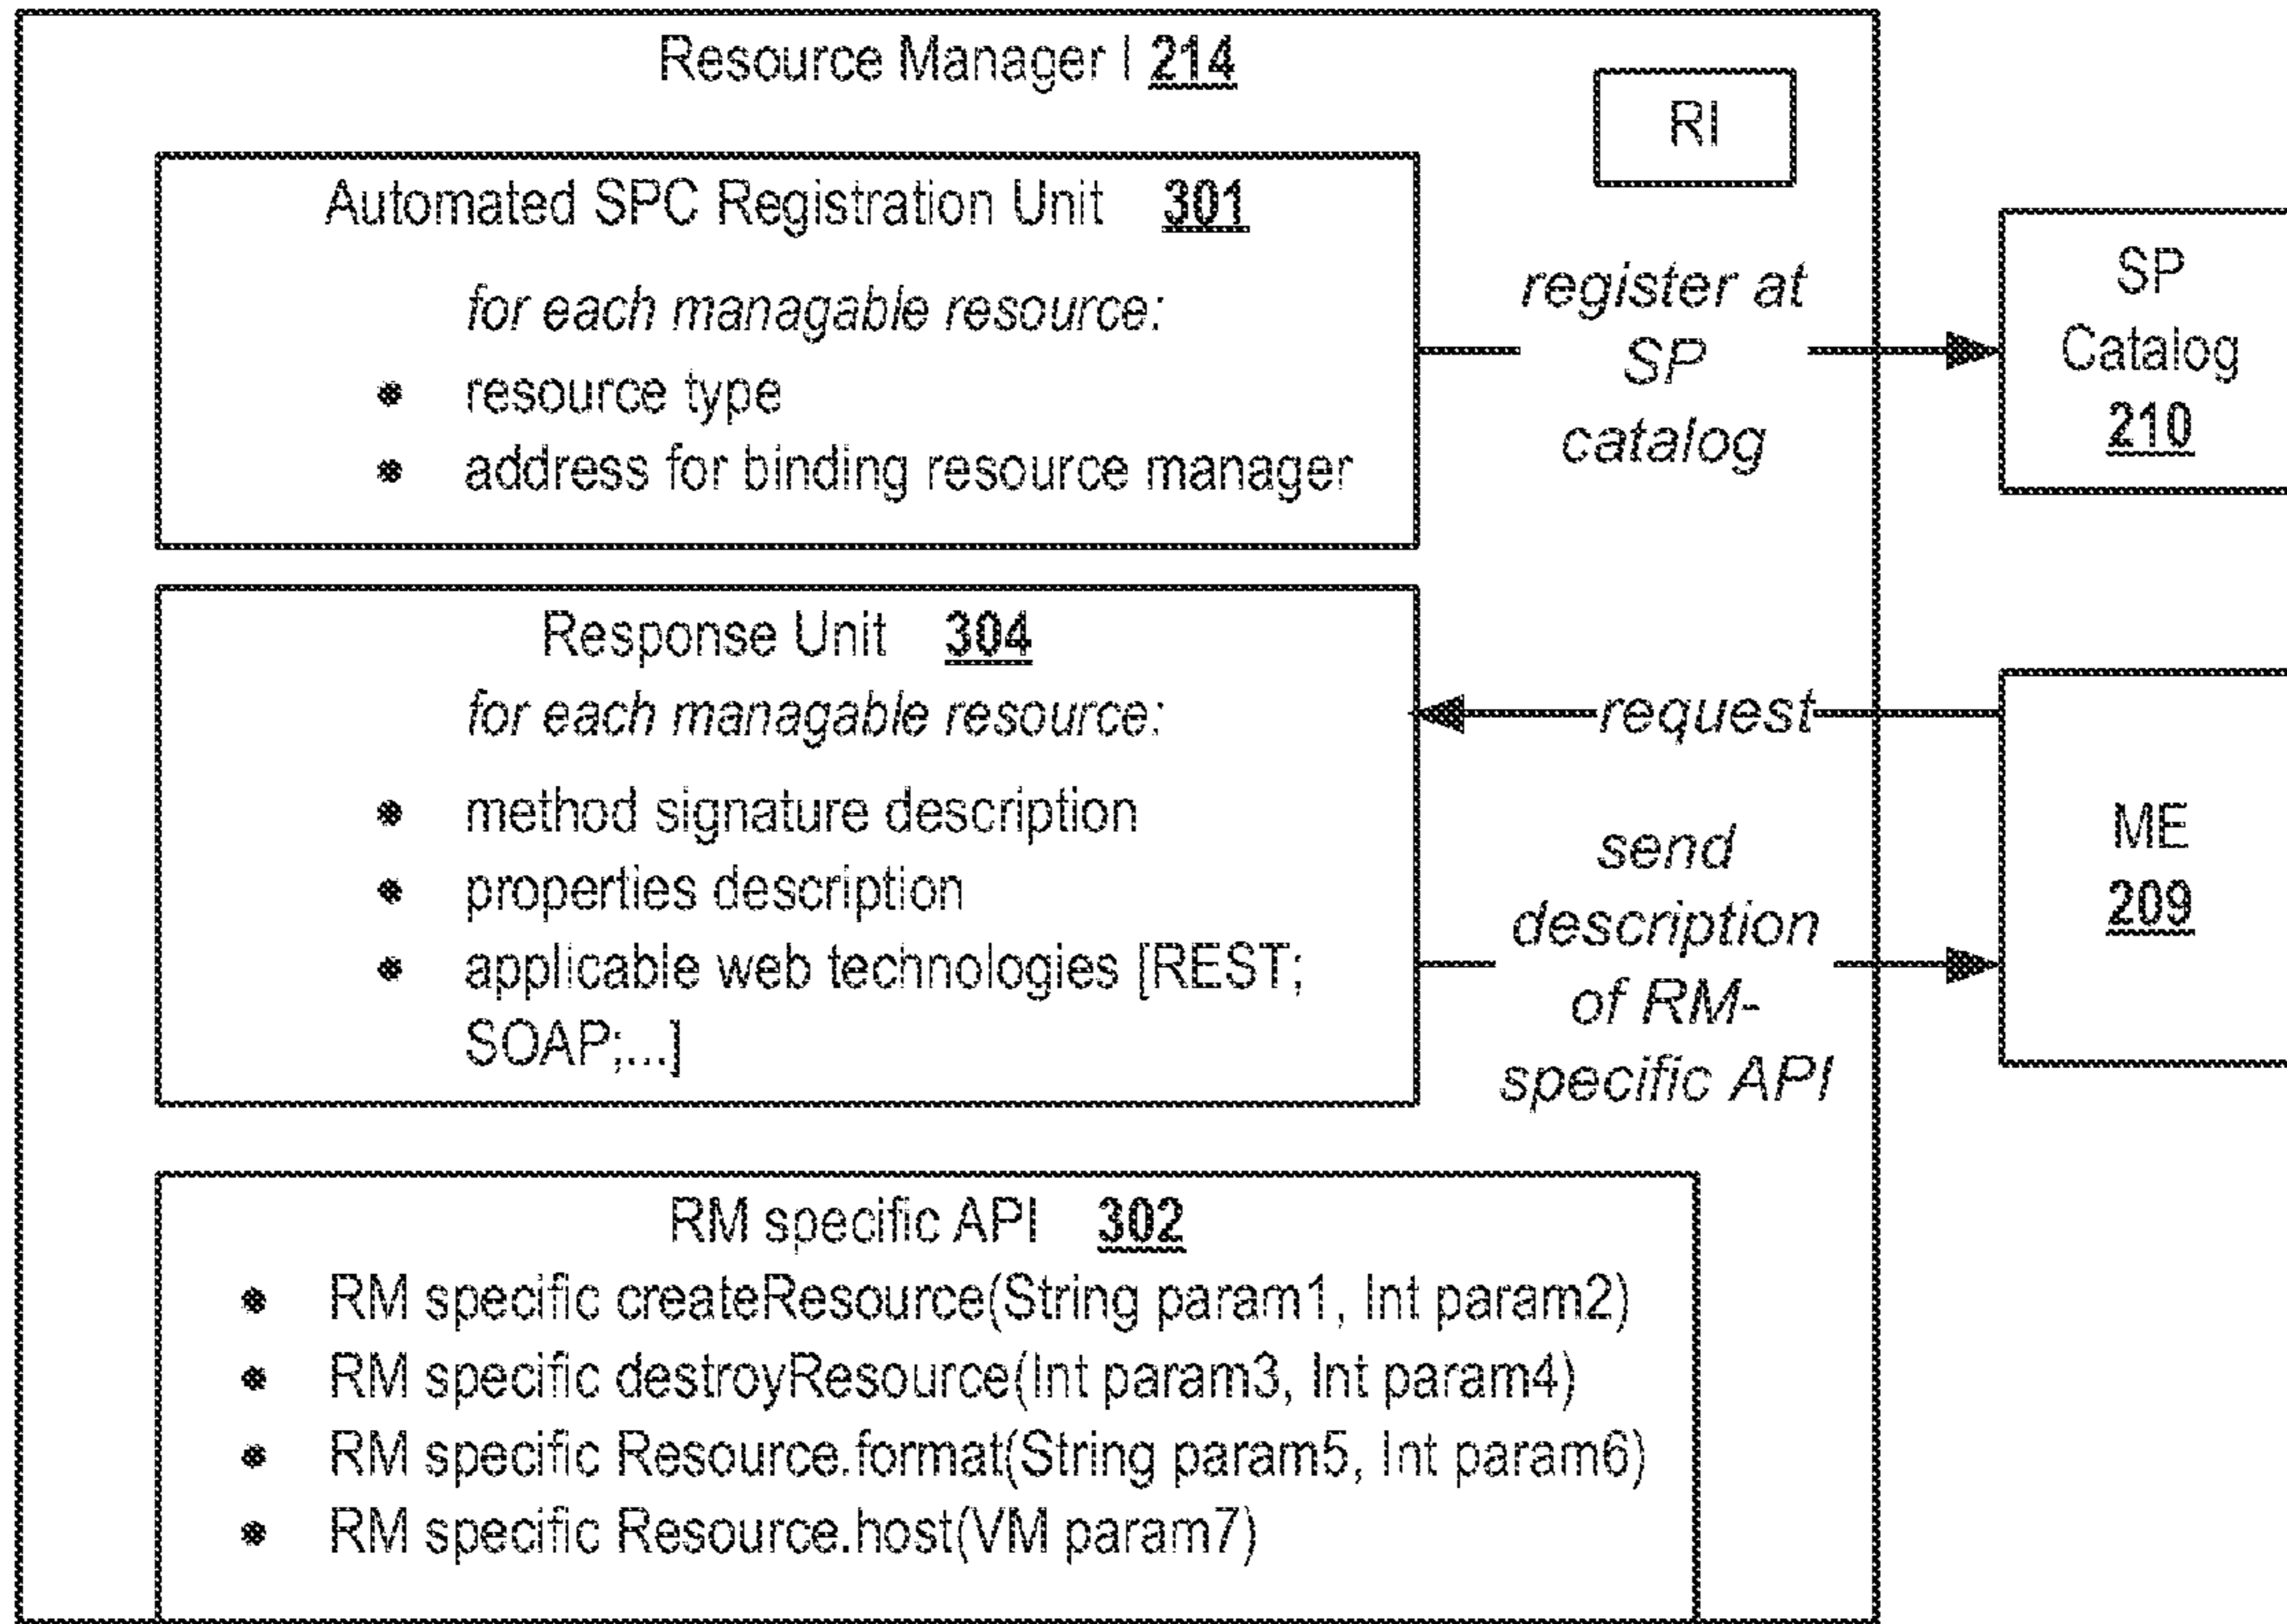 Resource Manager I 214
RI
Automated SPC Registration Unit 301
for each managable resource:
• resource type
• address for binding resource manager
register at
SP
catalog
SP
Catalog
210
Response Unit 304
for each managable resource:
• method signature description
• properties description
• applicable web technologies [REST;
SOAP;...]
request
send
description
of RM-
specific API
ME
209
RM specific API 302
• RM specific createResource(String param1, Int param2)
• RM specific destroyResource(Int param3, Int param4)
• RM specific Resource.format(String param5, Int param6)
• RM specific Resource.host(VM param7)